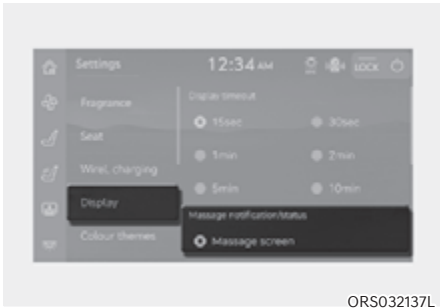 Settings
12:34 AM
LOCK
Fragrance
Seat
Wirel. charging
Display
Colour themes
Display timeout
15sec
30sec
1min
2min
5min
10min
Massage notification/status
Massage screen
ORS032137L